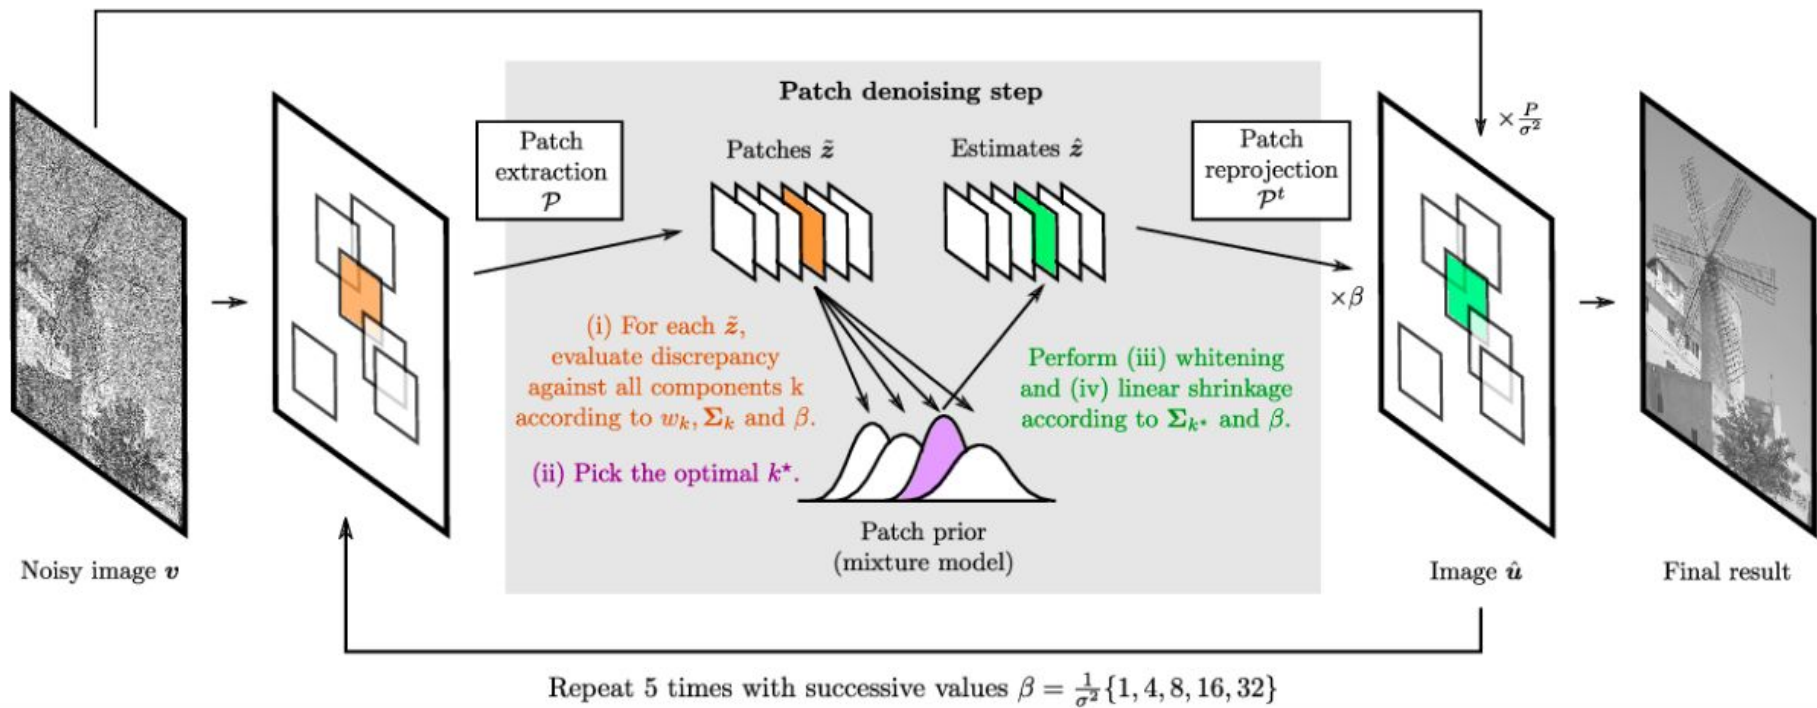 Patch denoising step
Patch
extraction
𝒫
Patches z̃
Estimates ẑ
Patch
reprojection
𝒫ᵗ
× P/σ²
×β
(i) For each z̃,
evaluate discrepancy
against all components k
according to wₖ, Σₖ and β.
(ii) Pick the optimal k⋆.
Perform (iii) whitening
and (iv) linear shrinkage
according to Σₖ⋆ and β.
Patch prior
(mixture model)
Noisy image v
Image û
Final result
Repeat 5 times with successive values β = 1/σ² {1, 4, 8, 16, 32}